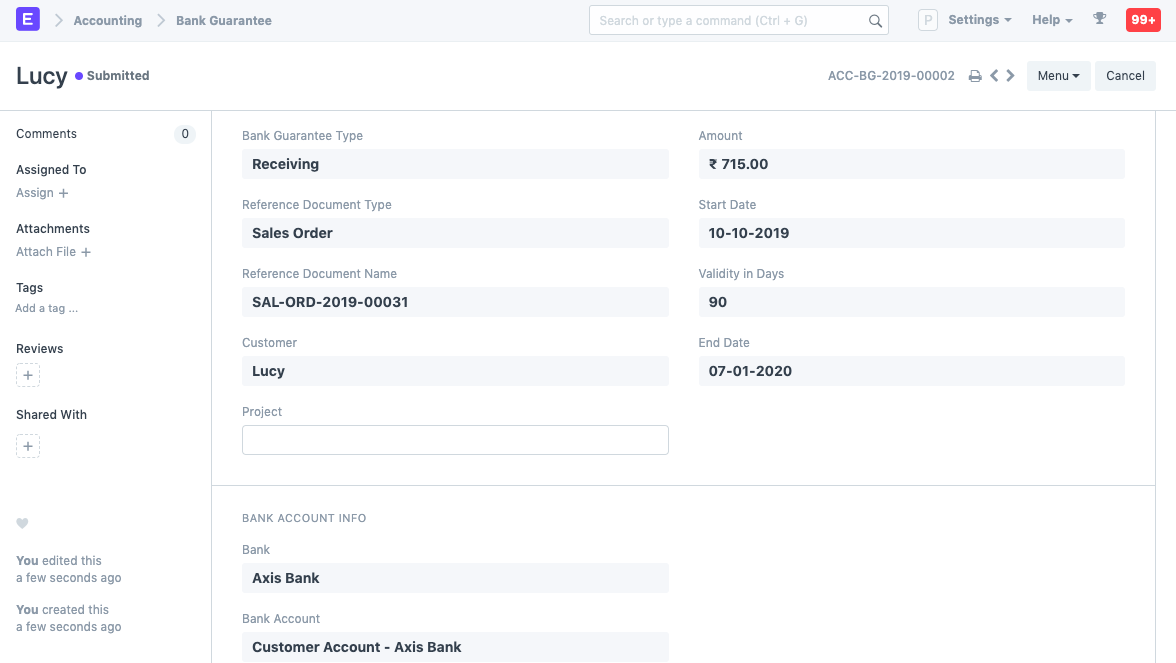 E Accounting Bank Guarantee Search or type a command (Ctrl + G) P Settings Help 99+
Lucy Submitted ACC-BG-2019-00002 Menu Cancel
Comments 0
Assigned To
Assign +
Attachments
Attach File +
Tags
Add a tag ...
Reviews
+
Shared With
+
You edited this
a few seconds ago
You created this
a few seconds ago
Bank Guarantee Type
Receiving
Reference Document Type
Sales Order
Reference Document Name
SAL-ORD-2019-00031
Customer
Lucy
Project
Amount
₹ 715.00
Start Date
10-10-2019
Validity in Days
90
End Date
07-01-2020
BANK ACCOUNT INFO
Bank
Axis Bank
Bank Account
Customer Account - Axis Bank